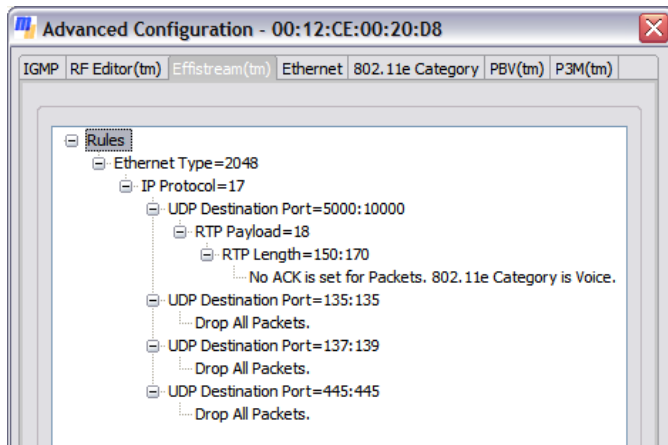 Advanced Configuration - 00:12:CE:00:20:D8
IGMP RF Editor(tm) Effistream(tm) Ethernet 802.11e Category PBV(tm) P3M(tm)
Rules
Ethernet Type=2048
IP Protocol=17
UDP Destination Port=5000:10000
RTP Payload=18
RTP Length=150:170
No ACK is set for Packets. 802.11e Category is Voice.
UDP Destination Port=135:135
Drop All Packets.
UDP Destination Port=137:139
Drop All Packets.
UDP Destination Port=445:445
Drop All Packets.